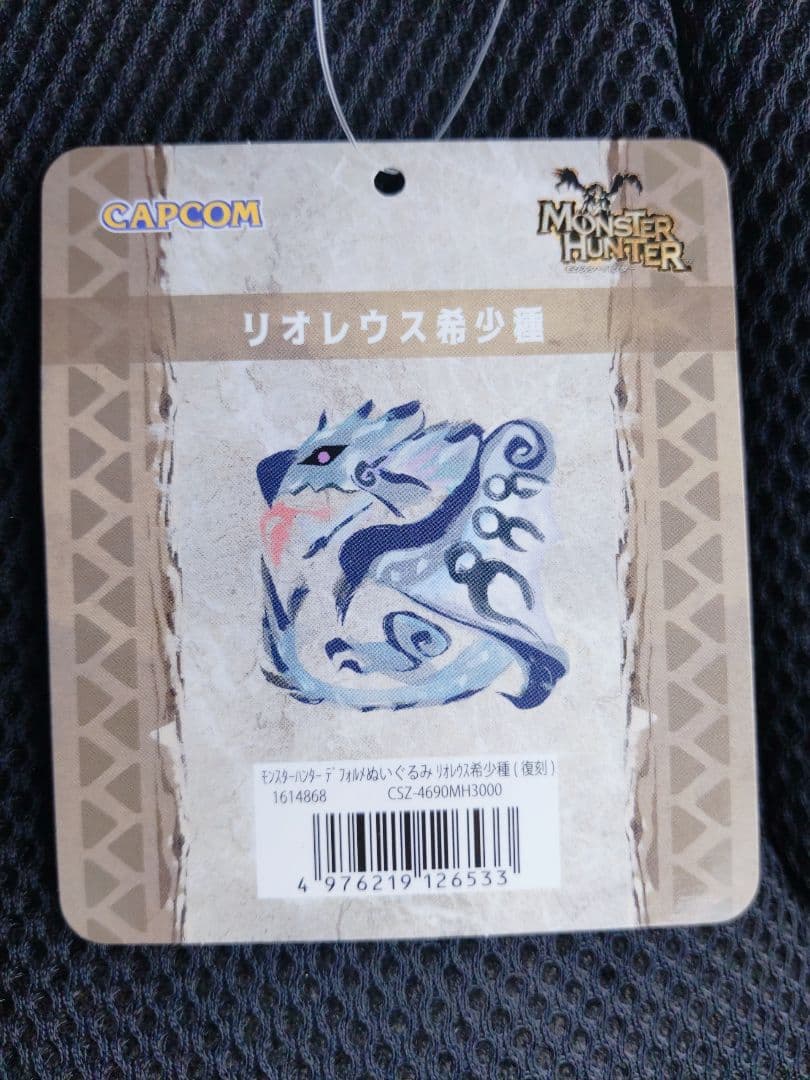 CAPCOM
MONSTER HUNTER
モンスターハンター
リオレウス希少種
ﾓﾝｽﾀｰﾊﾝﾀｰ ﾃﾞﾌｫﾙﾒぬいぐるみ ﾘｵﾚｳｽ希少種 ( 復刻 )
1614868 CSZ-4690MH3000
4 976219 126533